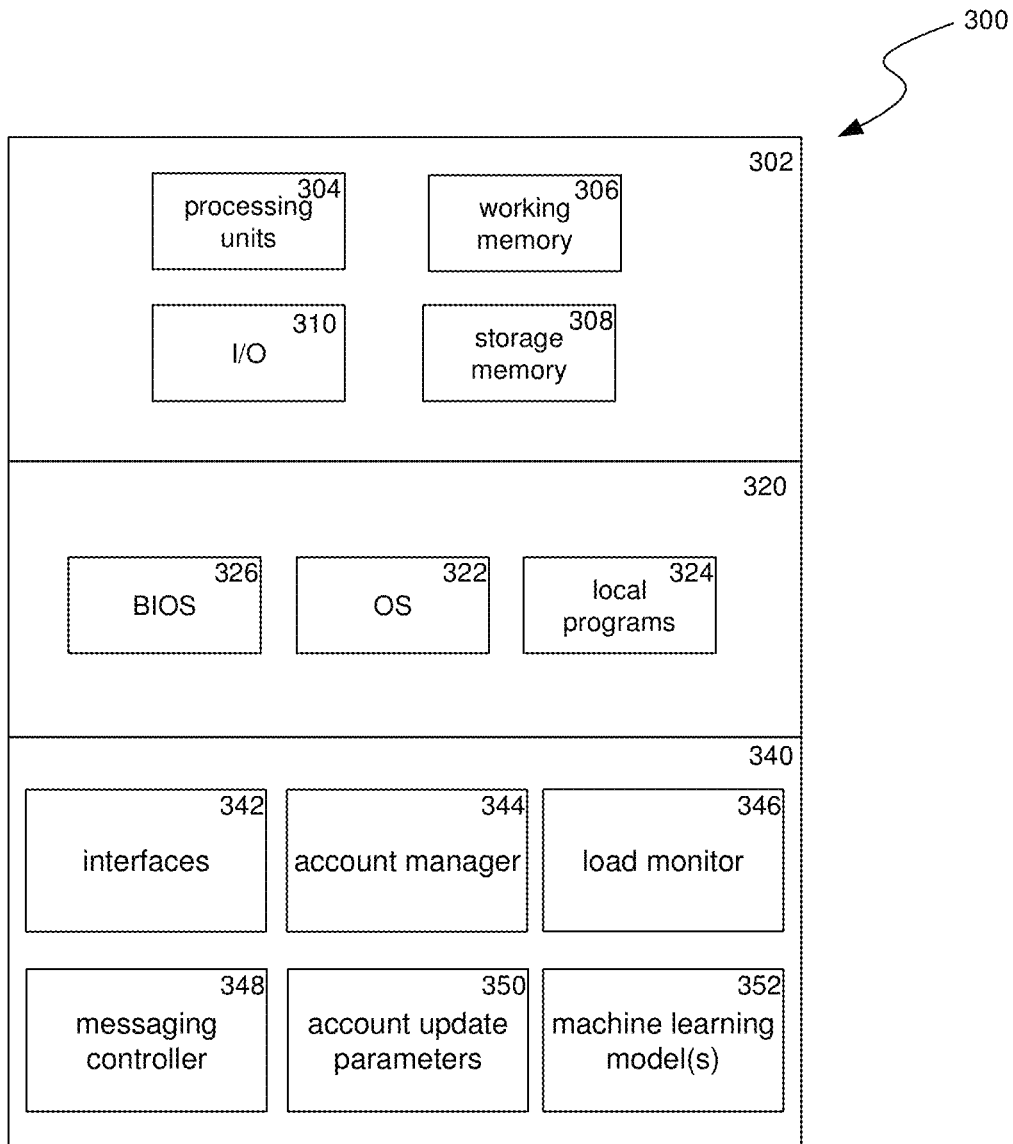 300
302
304
processing
units
306
working
memory
310
I/O
308
storage
memory
320
326
BIOS
322
OS
324
local
programs
340
342
interfaces
344
account manager
346
load monitor
348
messaging
controller
350
account update
parameters
352
machine learning
model(s)